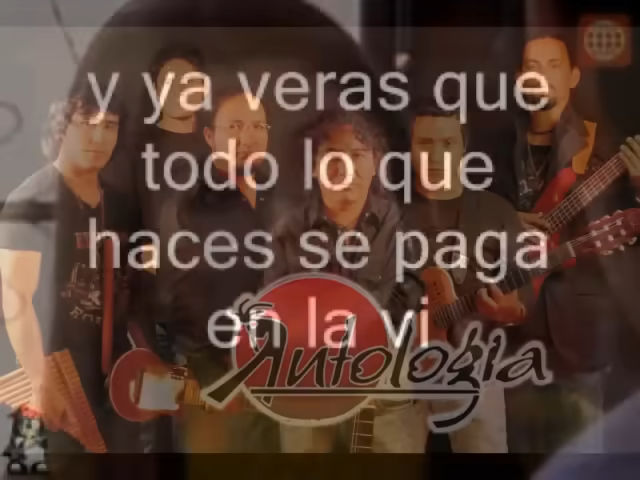 y ya veras que
todo lo que
haces se paga
en la vi
Antologia